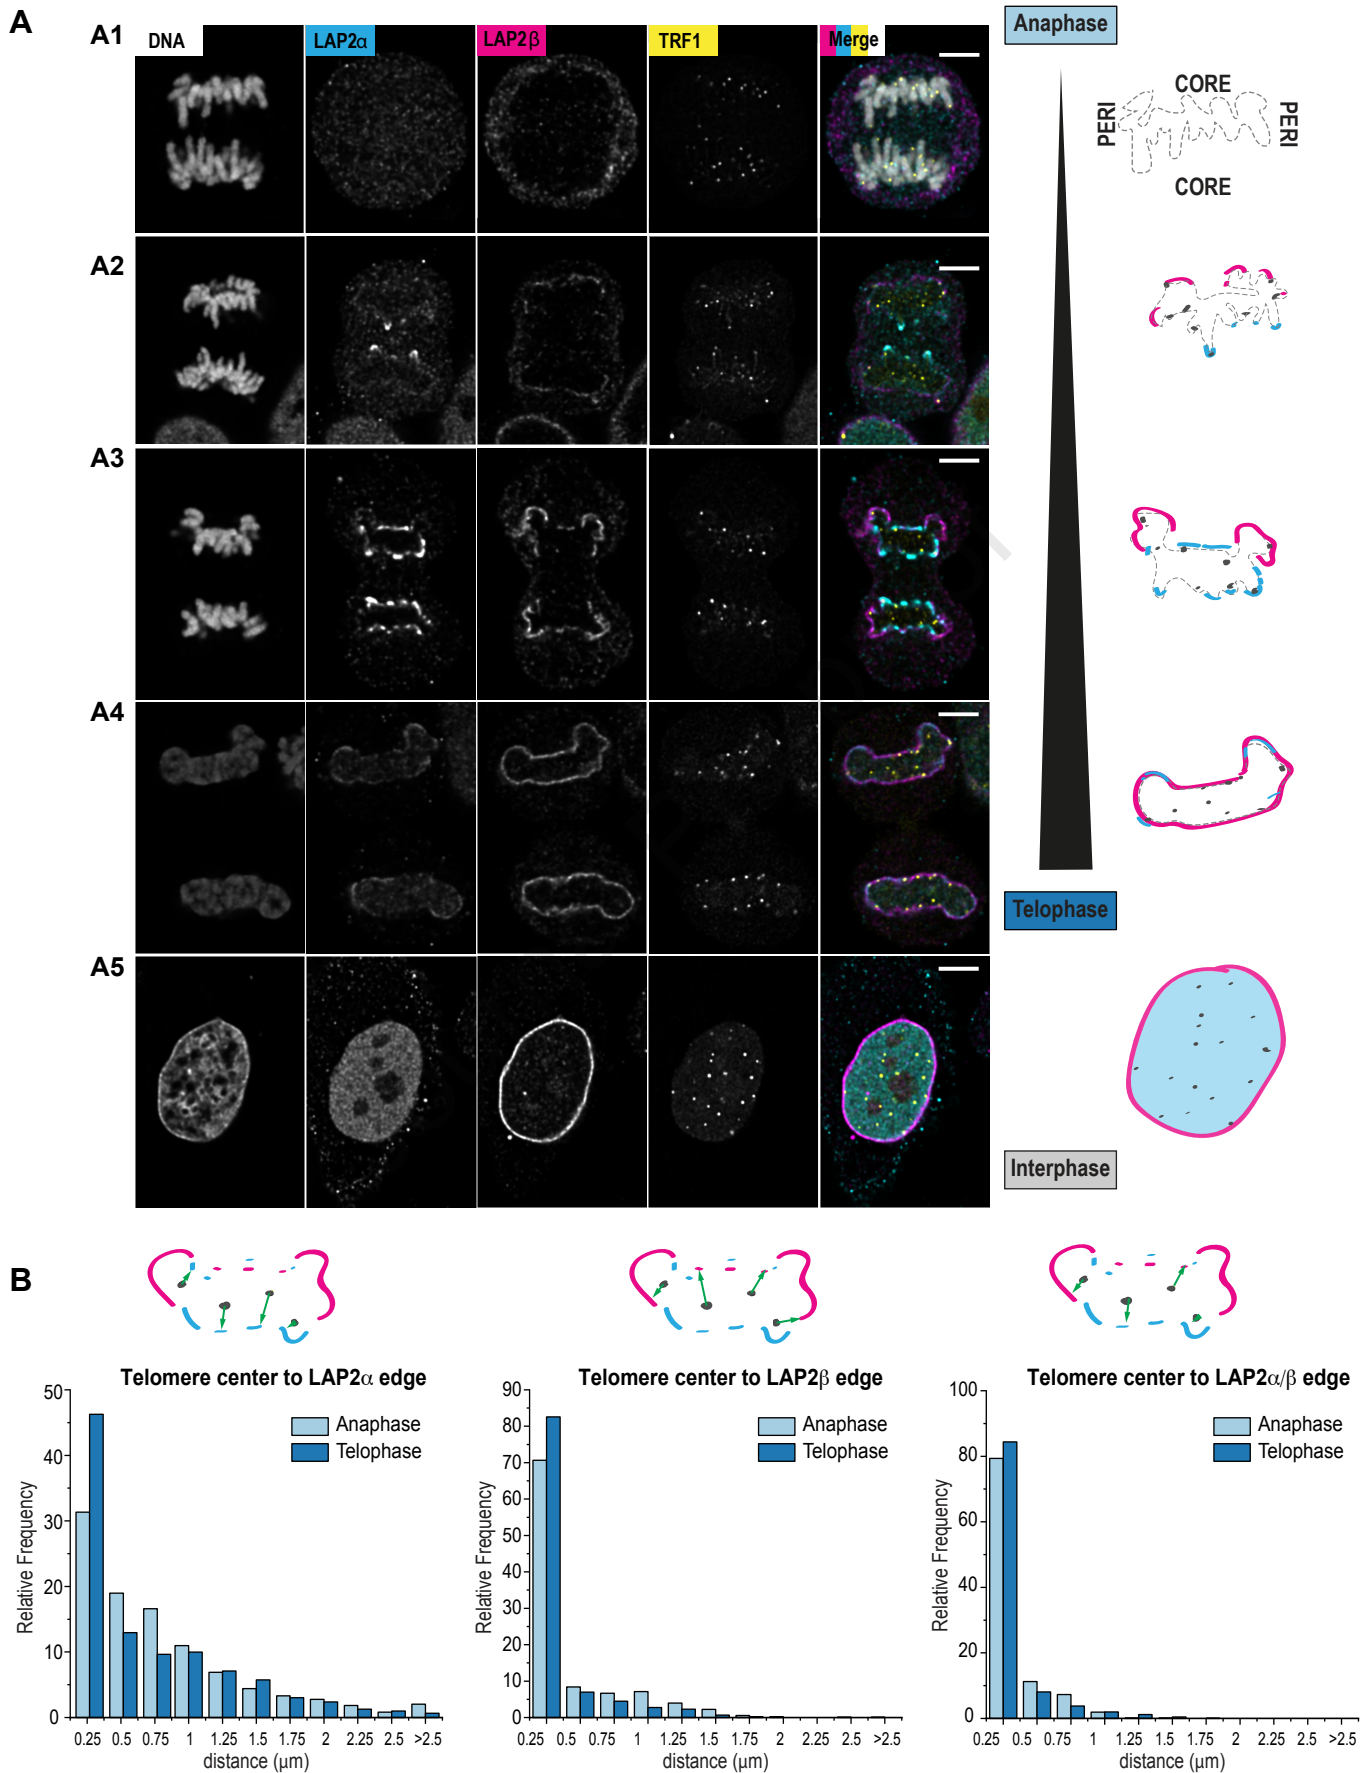 A
A1
DNA
LAP2α
LAP2β
TRF1
Merge
Anaphase
CORE
PERI
PERI
CORE
A2
A3
A4
Telophase
A5
Interphase
B
Telomere center to LAP2α edge
50
40
30
20
10
0
Relative Frequency
Anaphase
Telophase
0.25 0.5 0.75 1 1.25 1.5 1.75 2 2.25 2.5 >2.5
distance (µm)
Telomere center to LAP2β edge
90
80
70
60
50
40
30
20
10
0
Relative Frequency
Anaphase
Telophase
0.25 0.5 0.75 1 1.25 1.5 1.75 2 2.25 2.5 >2.5
distance (µm)
Telomere center to LAP2α/β edge
100
80
60
40
20
0
Relative Frequency
Anaphase
Telophase
0.25 0.5 0.75 1 1.25 1.5 1.75 2 2.25 2.5 >2.5
distance (µm)